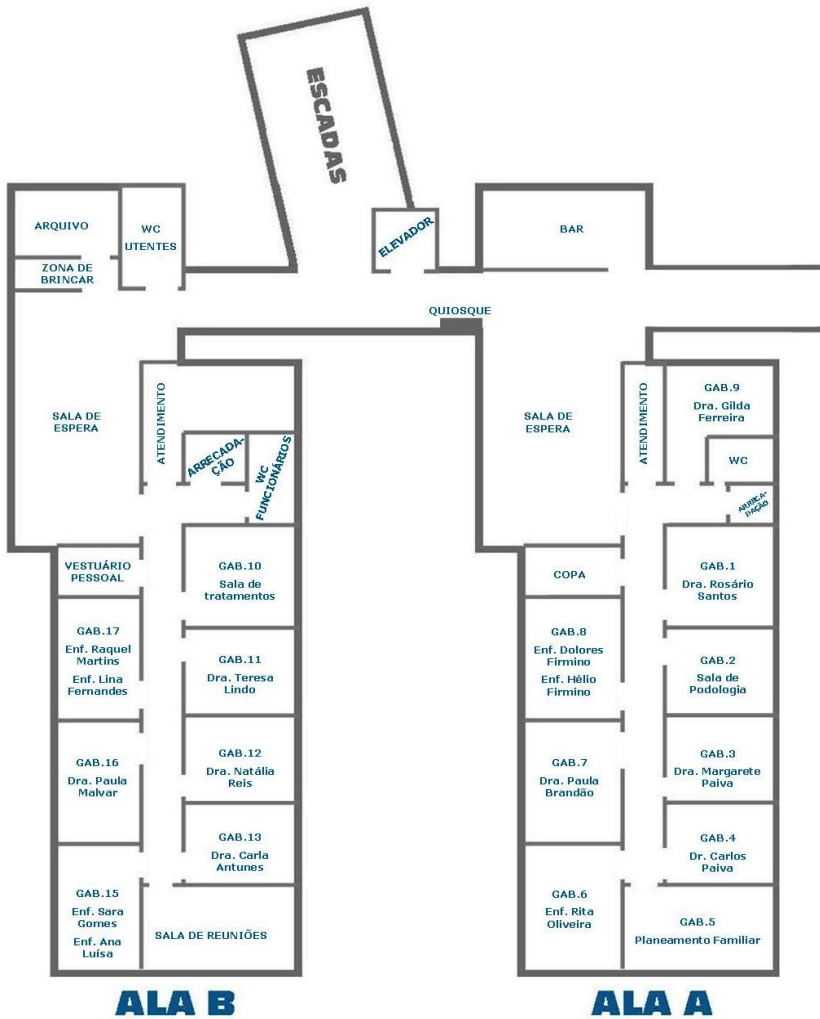 ESCADAS
ELEVADOR
ARQUIVO
WC
UTENTES
ZONA DE
BRINCAR
BAR
QUIOSQUE
SALA DE
ESPERA
ATENDIMENTO
ARRECADA-
ÇÃO
WC
FUNCIONÁRIOS
VESTUÁRIO
PESSOAL
GAB.10
Sala de
tratamentos
GAB.17
Enf. Raquel
Martins
Enf. Lina
Fernandes
GAB.11
Dra. Teresa
Lindo
GAB.16
Dra. Paula
Malvar
GAB.12
Dra. Natália
Reis
GAB.13
Dra. Carla
Antunes
GAB.15
Enf. Sara
Gomes
Enf. Ana
Luísa
SALA DE REUNIÕES
ALA B
SALA DE
ESPERA
ATENDIMENTO
GAB.9
Dra. Gilda
Ferreira
WC
ARRECA-
DAÇÃO
COPA
GAB.1
Dra. Rosário
Santos
GAB.8
Enf. Dolores
Firmino
Enf. Hélio
Firmino
GAB.2
Sala de
Podologia
GAB.7
Dra. Paula
Brandão
GAB.3
Dra. Margarete
Paiva
GAB.4
Dr. Carlos
Paiva
GAB.6
Enf. Rita
Oliveira
GAB.5
Planeamento Familiar
ALA A